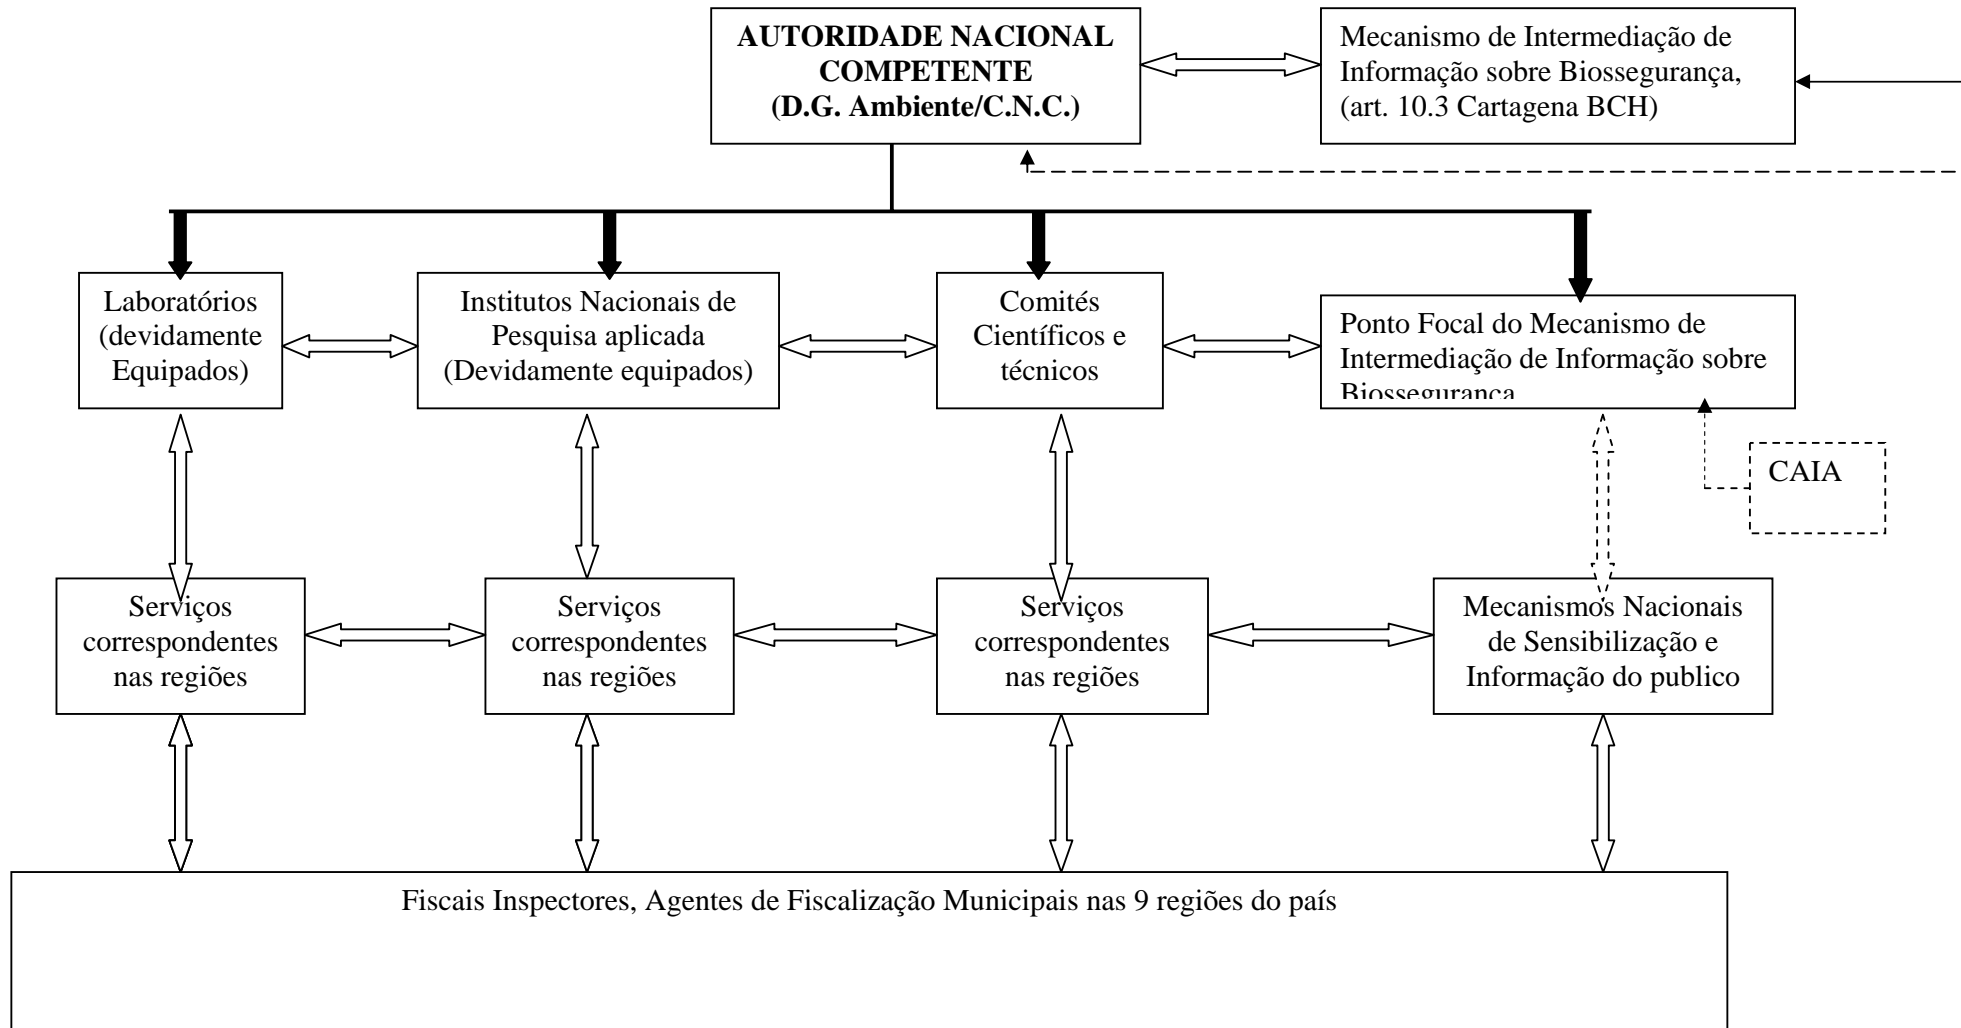 AUTORIDADE NACIONAL
COMPETENTE
(D.G. Ambiente/C.N.C.)
Mecanismo de Intermediação de
Informação sobre Biossegurança,
(art. 10.3 Cartagena BCH)
Laboratórios
(devidamente
Equipados)
Institutos Nacionais de
Pesquisa aplicada
(Devidamente equipados)
Comités
Científicos e
técnicos
Ponto Focal do Mecanismo de
Intermediação de Informação sobre
Biossegurança
CAIA
Serviços
correspondentes
nas regiões
Serviços
correspondentes
nas regiões
Serviços
correspondentes
nas regiões
Mecanismos Nacionais
de Sensibilização e
Informação do publico
Fiscais Inspectores, Agentes de Fiscalização Municipais nas 9 regiões do país